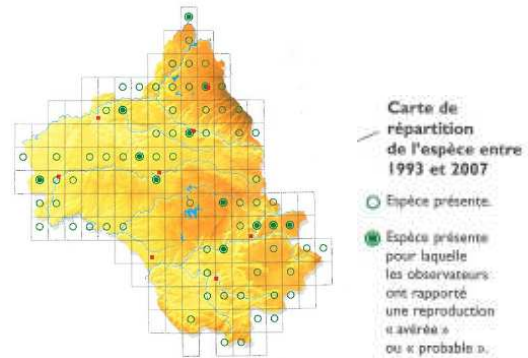 Carte de
répartition
de l'espèce entre
1993 et 2007
Espèce présente.
Espèce présente
pour laquelle
les observateurs
ont rapporté
une reproduction
« avérée »
ou « probable ».